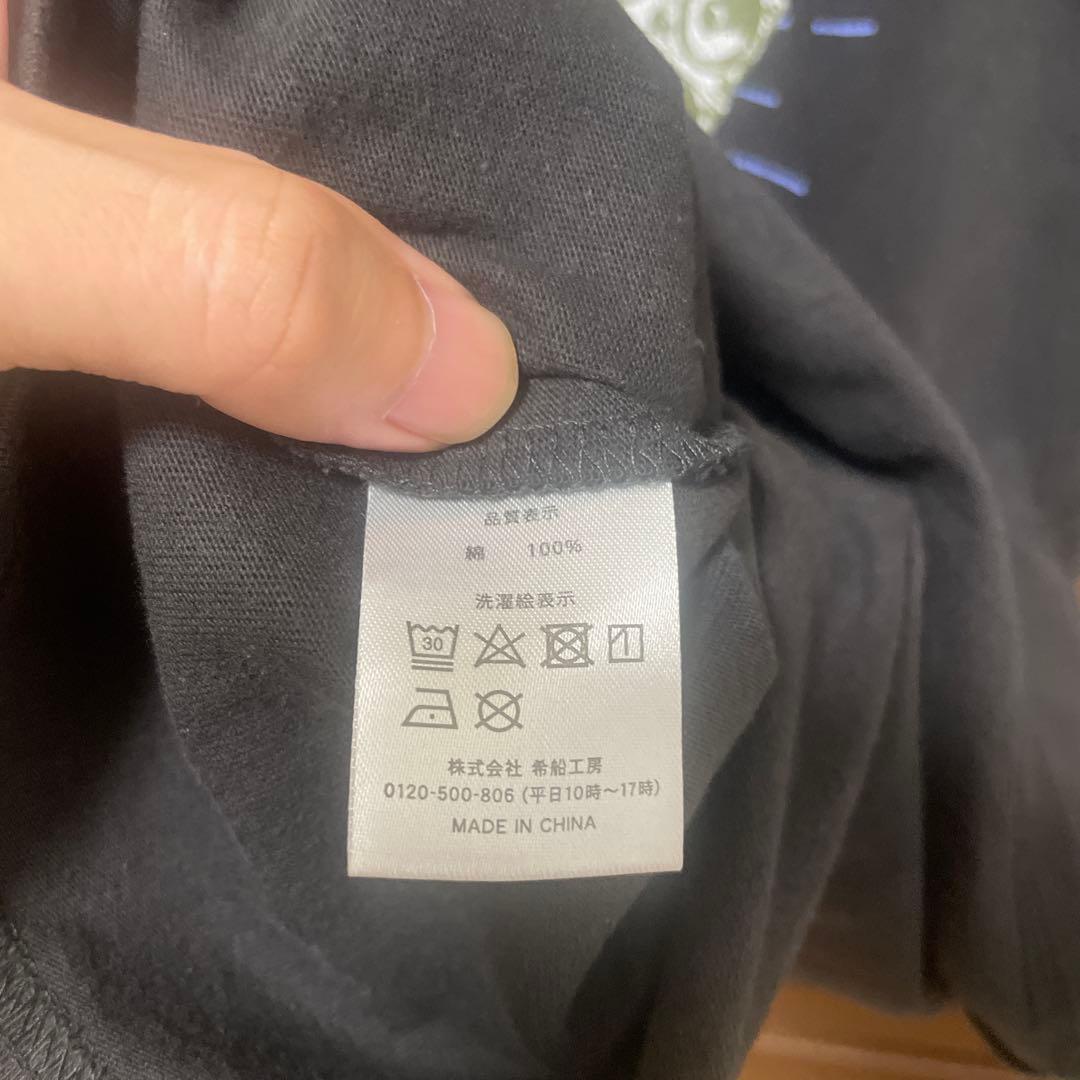 品質表示
綿 100%
洗濯絵表示
30
株式会社 希船工房
0120-500-806 (平日10時〜17時)
MADE IN CHINA